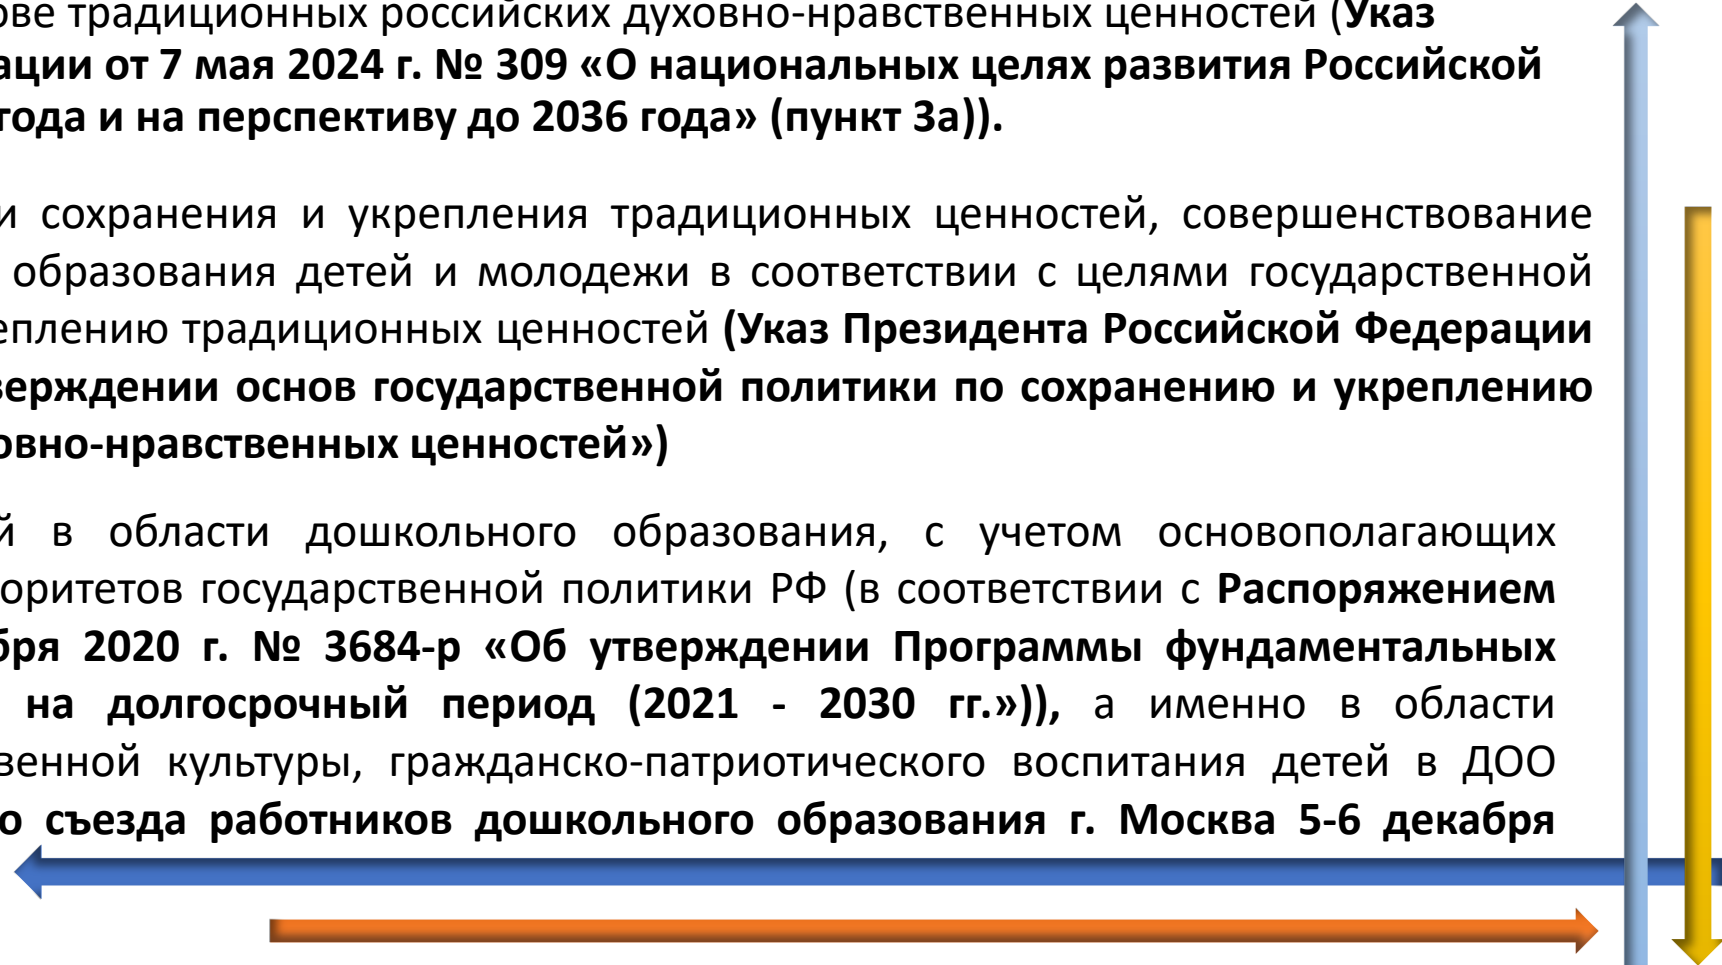 ове традиционных российских духовно-нравственных ценностей (Указ
ации от 7 мая 2024 г. № 309 «О национальных целях развития Российской
года и на перспективу до 2036 года» (пункт 3а)).
и сохранения и укрепления традиционных ценностей, совершенствование
образования детей и молодежи в соответствии с целями государственной
еплению традиционных ценностей (Указ Президента Российской Федерации
верждении основ государственной политики по сохранению и укреплению
овно-нравственных ценностей»)
й в области дошкольного образования, с учетом основополагающих
оритетов государственной политики РФ (в соответствии с Распоряжением
бря 2020 г. № 3684-р «Об утверждении Программы фундаментальных
на долгосрочный период (2021 - 2030 гг.»)), а именно в области
венной культуры, гражданско-патриотического воспитания детей в ДОО
о съезда работников дошкольного образования г. Москва 5-6 декабря